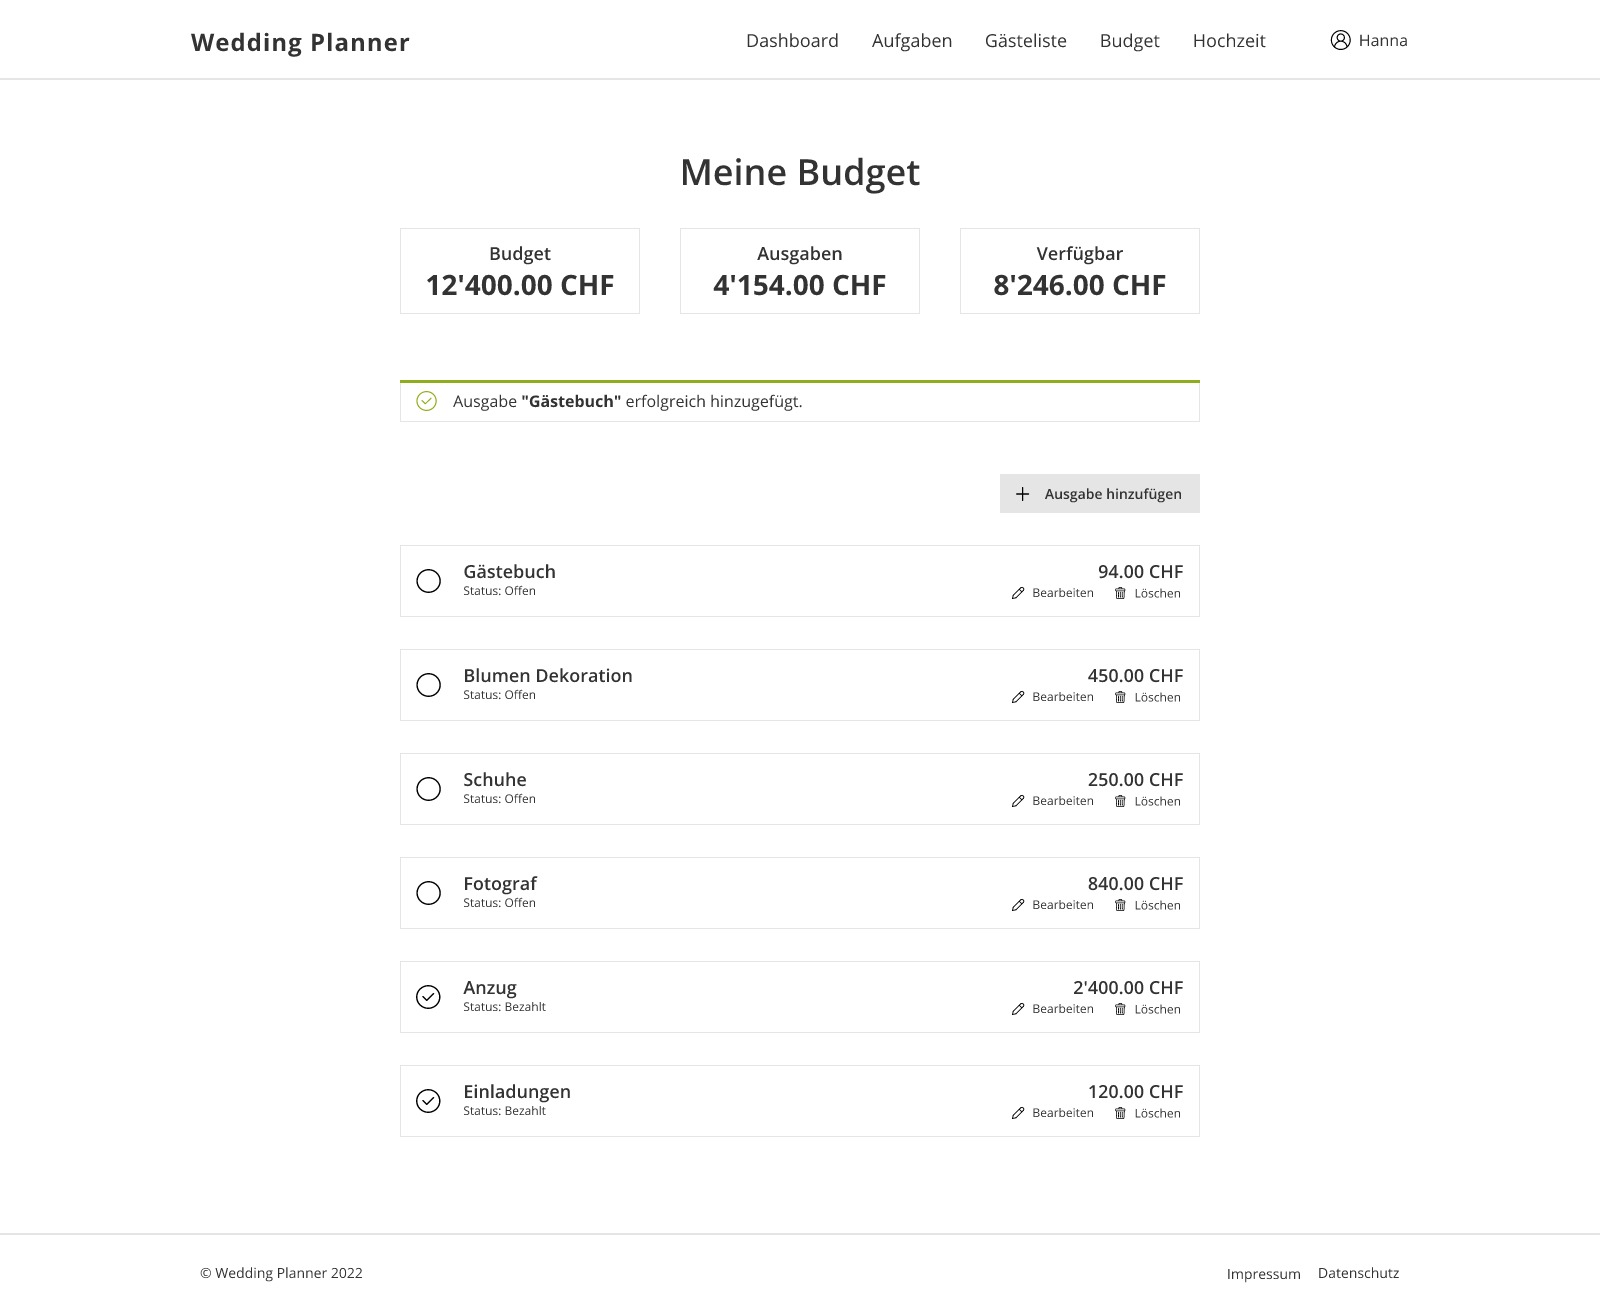 Wedding Planner
Dashboard Aufgaben Gästeliste Budget Hochzeit Hanna
Meine Budget
Budget
12'400.00 CHF
Ausgaben
4'154.00 CHF
Verfügbar
8'246.00 CHF
Ausgabe "Gästebuch" erfolgreich hinzugefügt.
Ausgabe hinzufügen
Gästebuch
Status: Offen
94.00 CHF
Bearbeiten Löschen
Blumen Dekoration
Status: Offen
450.00 CHF
Bearbeiten Löschen
Schuhe
Status: Offen
250.00 CHF
Bearbeiten Löschen
Fotograf
Status: Offen
840.00 CHF
Bearbeiten Löschen
Anzug
Status: Bezahlt
2'400.00 CHF
Bearbeiten Löschen
Einladungen
Status: Bezahlt
120.00 CHF
Bearbeiten Löschen
© Wedding Planner 2022
Impressum Datenschutz